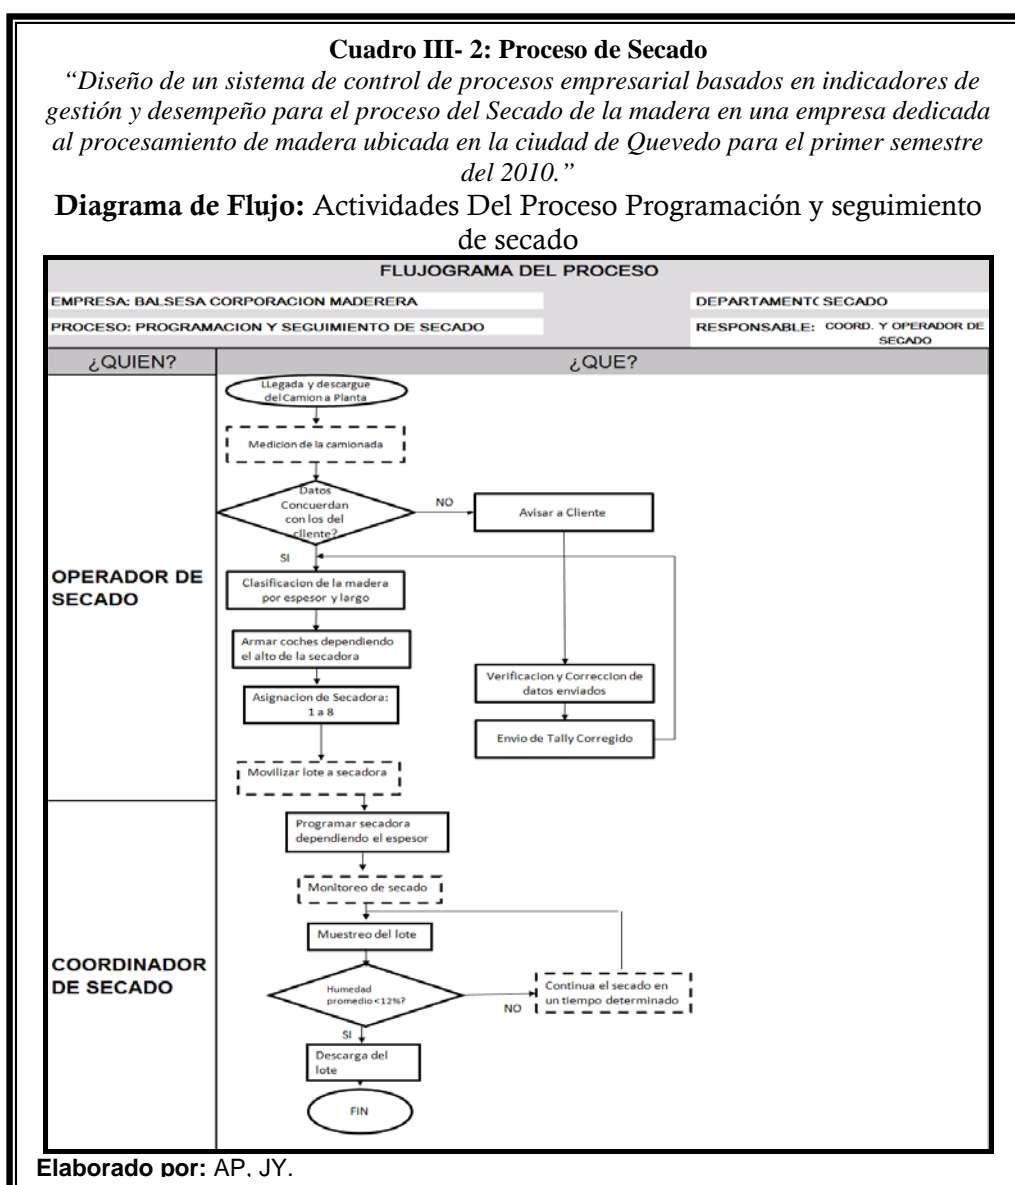 Cuadro III- 2: Proceso de Secado
“Diseño de un sistema de control de procesos empresarial basados en indicadores de
gestión y desempeño para el proceso del Secado de la madera en una empresa dedicada
al procesamiento de madera ubicada en la ciudad de Quevedo para el primer semestre
del 2010.”
Diagrama de Flujo: Actividades Del Proceso Programación y seguimiento
de secado
FLUJOGRAMA DEL PROCESO
EMPRESA: BALSESA CORPORACION MADERERA
DEPARTAMENTO SECADO
PROCESO: PROGRAMACION Y SEGUIMIENTO DE SECADO
RESPONSABLE: COORD. Y OPERADOR DE
SECADO
¿QUIEN?
¿QUE?
OPERADOR DE
SECADO
LLegada y descargue
del Camion a Planta
Medicion de la camionada
Datos
Concuerdan
con los del
cliente?
NO
Avisar a Cliente
SI
Clasificacion de la madera
por espesor y largo
Armar coches dependiendo
el alto de la secadora
Verificacion y Correccion de
datos enviados
Asignacion de Secadora:
1 a 8
Envio de Tally Corregido
Movilizar lote a secadora
COORDINADOR
DE SECADO
Programar secadora
dependiendo el espesor
Monitoreo de secado
Muestreo del lote
Humedad
promedio <12%?
NO
Continua el secado en
un tiempo determinado
SI
Descarga del
lote
FIN
Elaborado por: AP, JY.